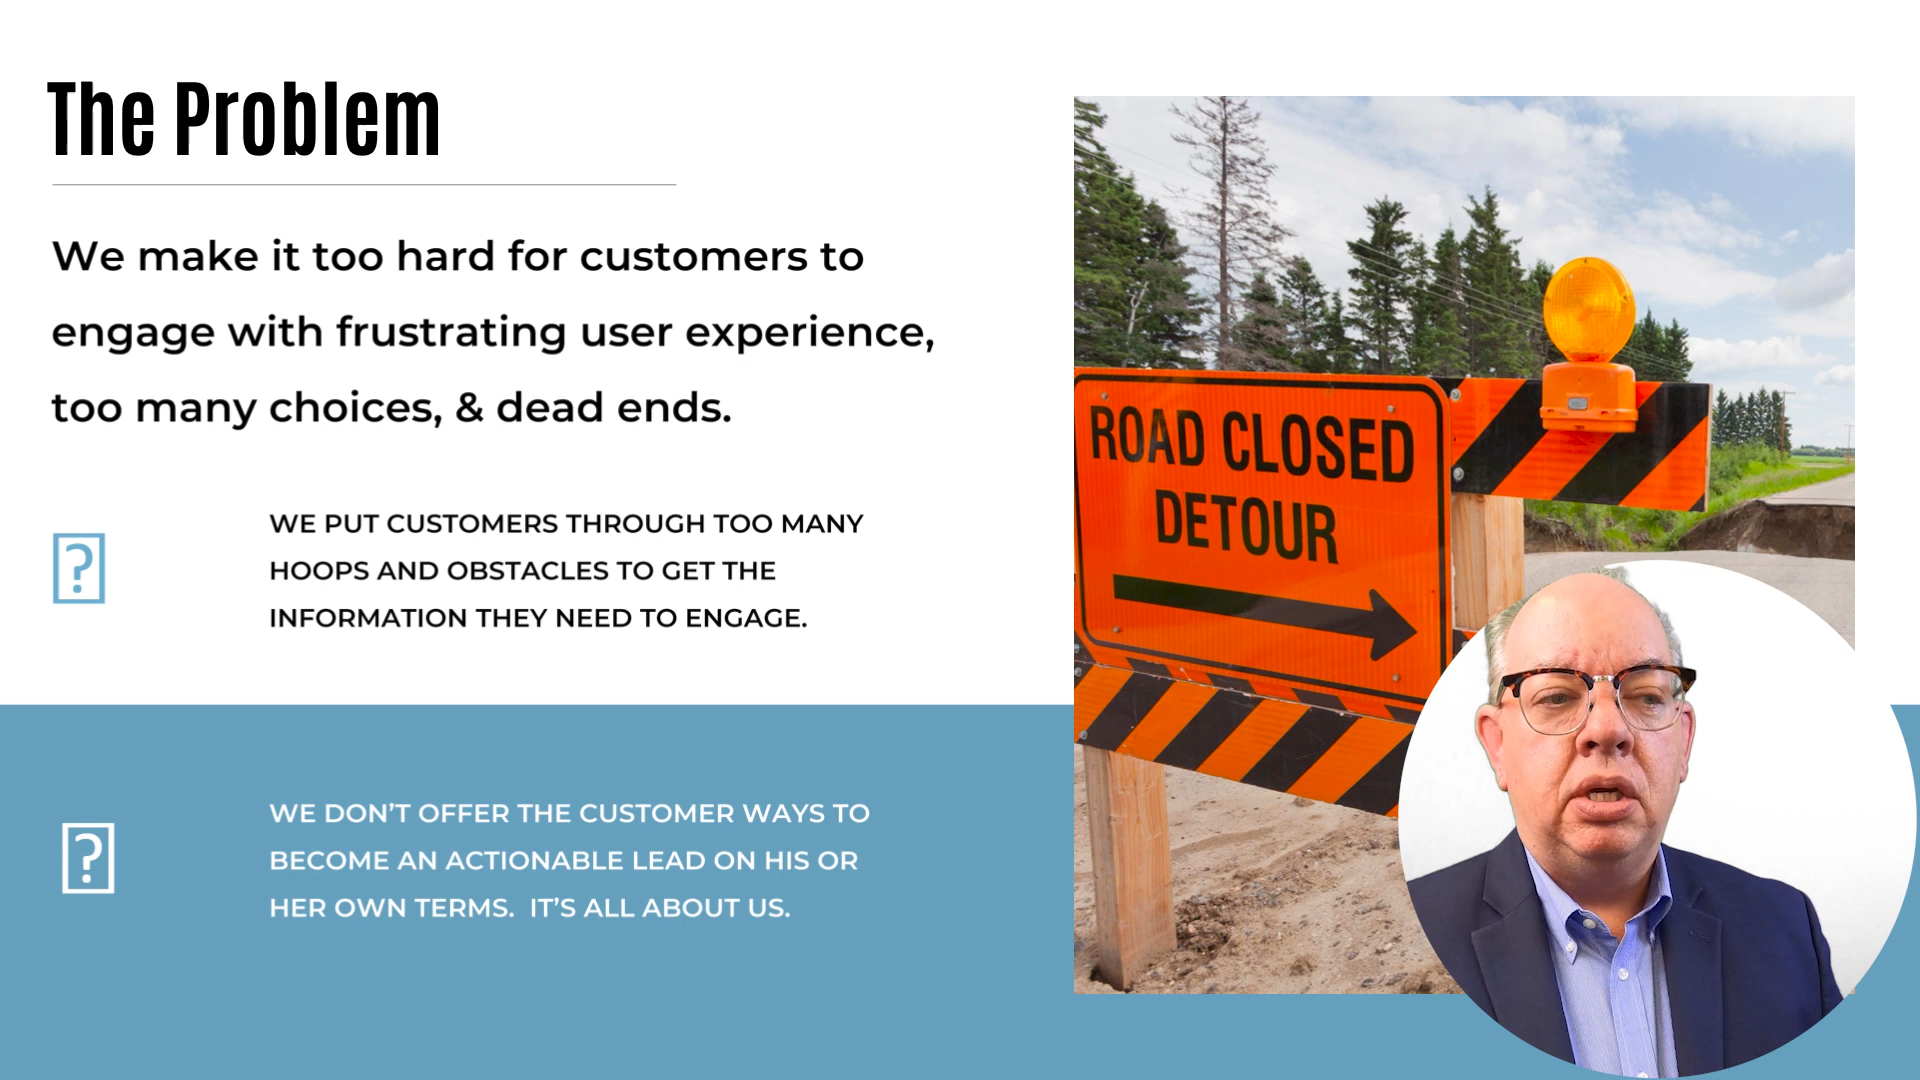 The Problem
We make it too hard for customers to
engage with frustrating user experience,
too many choices, & dead ends.
WE PUT CUSTOMERS THROUGH TOO MANY
HOOPS AND OBSTACLES TO GET THE
INFORMATION THEY NEED TO ENGAGE.
WE DON’T OFFER THE CUSTOMER WAYS TO
BECOME AN ACTIONABLE LEAD ON HIS OR
HER OWN TERMS.  IT’S ALL ABOUT US.
ROAD CLOSED
DETOUR